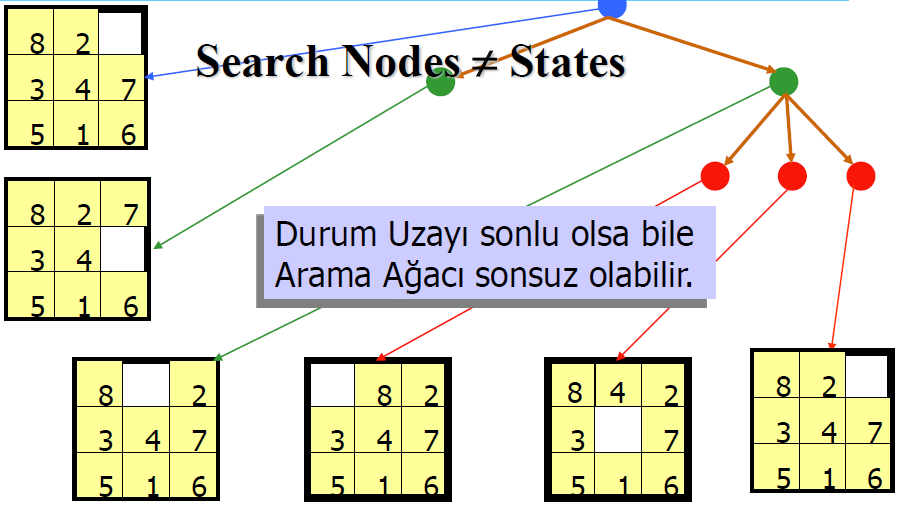 Search Nodes ≠ States
8 2
3 4 7
5 1 6
8 2 7
3 4
5 1 6
Durum Uzayı sonlu olsa bile
Arama Ağacı sonsuz olabilir.
8 2
3 4 7
5 1 6
8 2
3 4 7
5 1 6
8 4 2
3 7
5 1 6
8 2
3 4 7
5 1 6